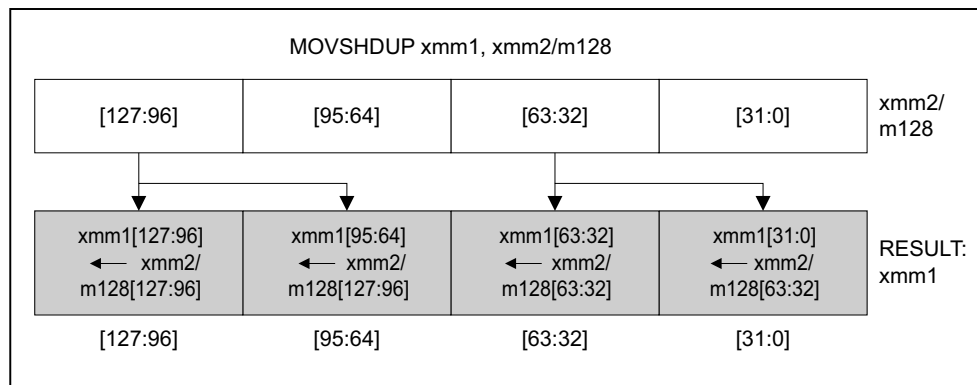 MOVSHDUP xmm1, xmm2/m128
[127:96] [95:64] [63:32] [31:0] xmm2/
m128
xmm1[127:96] xmm1[95:64] xmm1[63:32] xmm1[31:0]
← xmm2/ ← xmm2/ ← xmm2/ ← xmm2/
m128[127:96] m128[127:96] m128[63:32] m128[63:32]
RESULT:
xmm1
[127:96] [95:64] [63:32] [31:0]